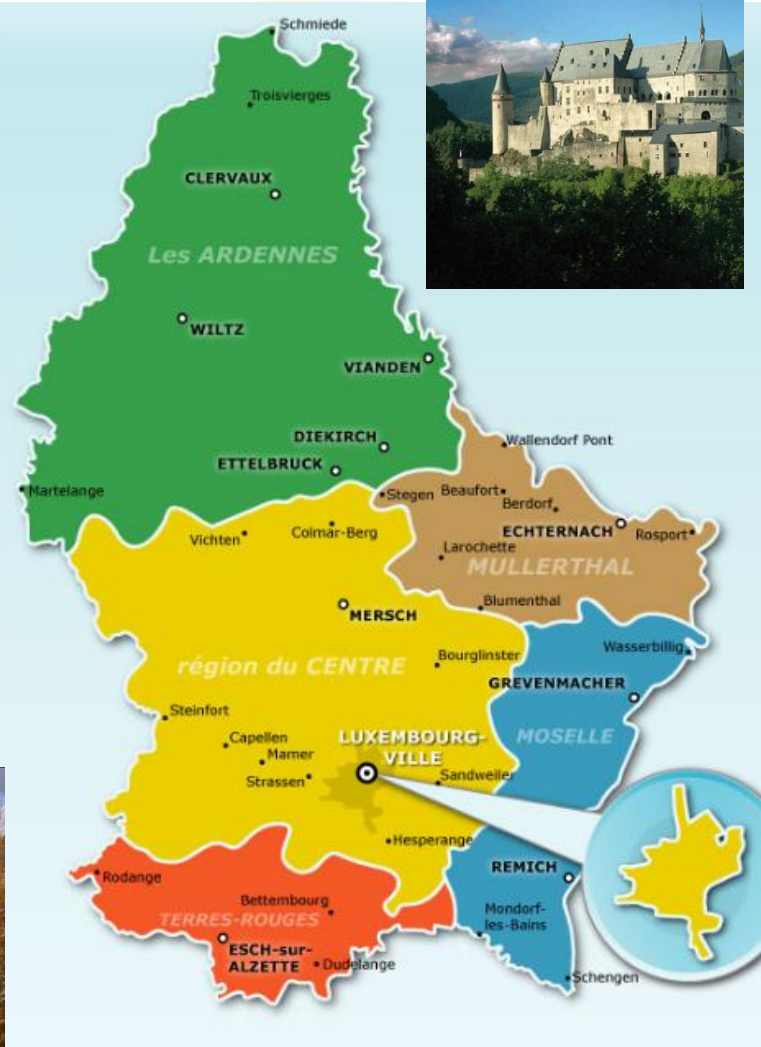 Schmiede
Troisvierges
CLERVAUX
Les ARDENNES
WILTZ
VIANDEN
DIEKIRCH
ETTELBRUCK
Wallendorf Pont
Martelange
Stegen
Beaufort
Berdorf
Vichten
Colmar-Berg
ECHTERNACH
Rosport
Larochette
MULLERTHAL
Blumenthal
MERSCH
Wasserbillig
Bourglinster
région du CENTRE
GREVENMACHER
Steinfort
Capellen
LUXEMBOURG-
VILLE
MOSELLE
Mamer
Strassen
Sandweiler
Hesperange
Rodange
REMICH
Bettembourg
Mondorf-
les-Bains
TERRES-ROUGES
ESCH-sur-
ALZETTE
Dudelange
Schengen